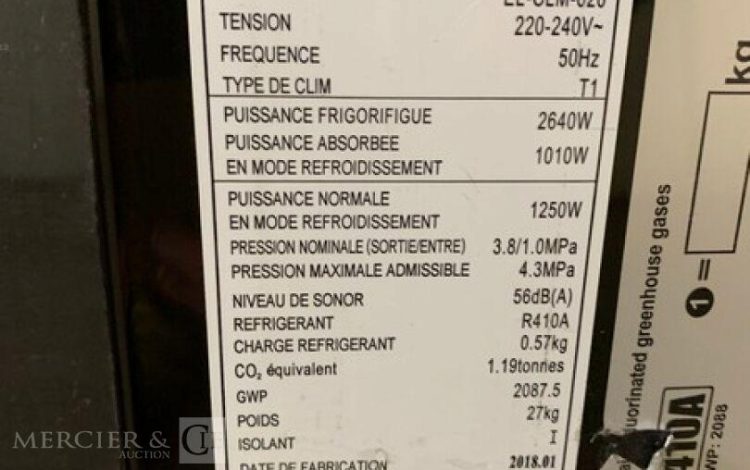 TENSION 220-240V~
FREQUENCE 50Hz
TYPE DE CLIM T1
PUISSANCE FRIGORIFIGUE 2640W
PUISSANCE ABSORBEE
EN MODE REFROIDISSEMENT 1010W
PUISSANCE NORMALE
EN MODE REFROIDISSEMENT 1250W
PRESSION NOMINALE (SORTIE/ENTRE) 3.8/1.0MPa
PRESSION MAXIMALE ADMISSIBLE 4.3MPa
NIVEAU DE SONOR 56dB(A)
REFRIGERANT R410A
CHARGE REFRIGERANT 0.57kg
CO₂ équivalent 1.19tonnes
GWP 2087.5
POIDS 27kg
ISOLANT I
DATE DE FABRICATION 2018.01
fluorinated greenhouse gases
1 =
kg
410A
WP: 2088
MERCIER & C
AUCTION